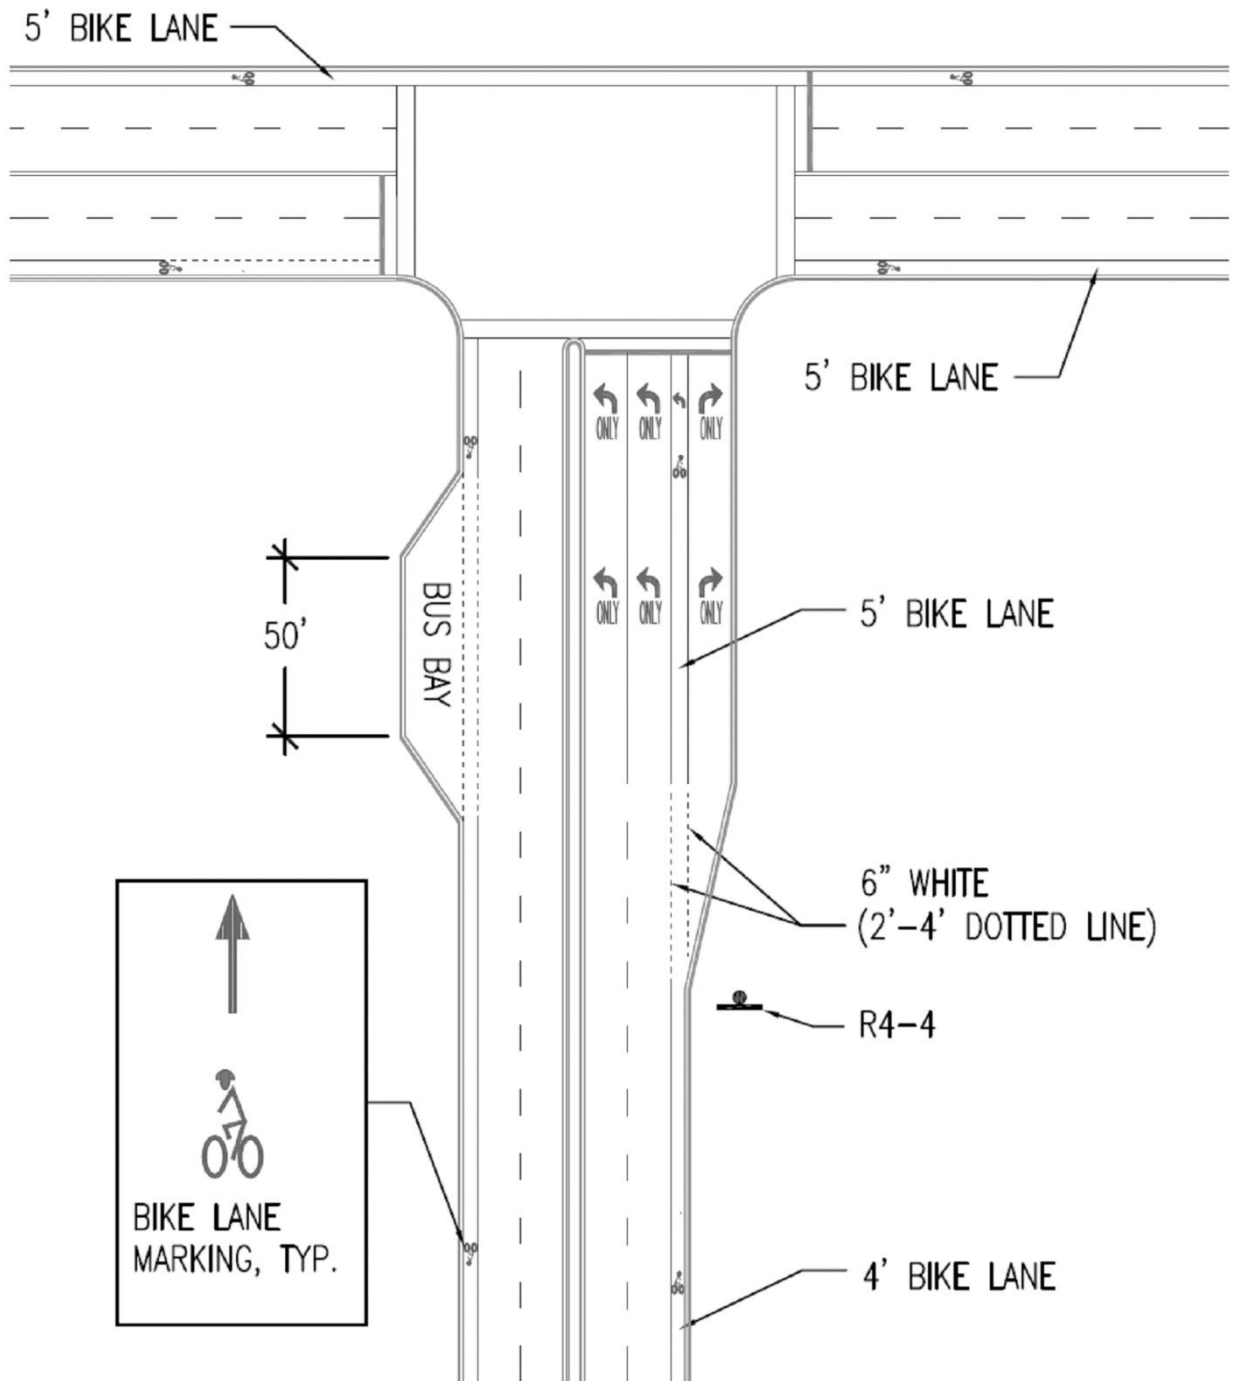 5' BIKE LANE
5' BIKE LANE
ONLY
ONLY
ONLY
ONLY
ONLY
ONLY
BUS BAY
50'
5' BIKE LANE
6" WHITE
(2'-4' DOTTED LINE)
R4-4
BIKE LANE
MARKING, TYP.
4' BIKE LANE